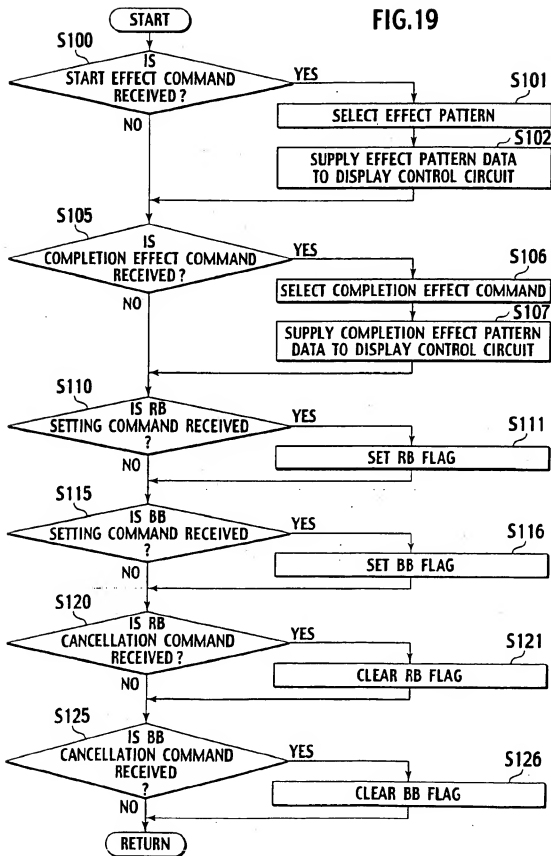 START
FIG.19
S100
IS
START EFFECT COMMAND
RECEIVED?
YES
NO
S101
SELECT EFFECT PATTERN
S102
SUPPLY EFFECT PATTERN DATA
TO DISPLAY CONTROL CIRCUIT
S105
IS
COMPLETION EFFECT COMMAND
RECEIVED?
YES
NO
S106
SELECT COMPLETION EFFECT COMMAND
S107
SUPPLY COMPLETION EFFECT PATTERN
DATA TO DISPLAY CONTROL CIRCUIT
S110
IS RB
SETTING COMMAND RECEIVED
?
YES
NO
S111
SET RB FLAG
S115
IS BB
SETTING COMMAND RECEIVED
?
YES
NO
S116
SET BB FLAG
S120
IS RB
CANCELLATION COMMAND
RECEIVED?
YES
NO
S121
CLEAR RB FLAG
S125
IS BB
CANCELLATION COMMAND
RECEIVED
?
YES
NO
S126
CLEAR BB FLAG
RETURN